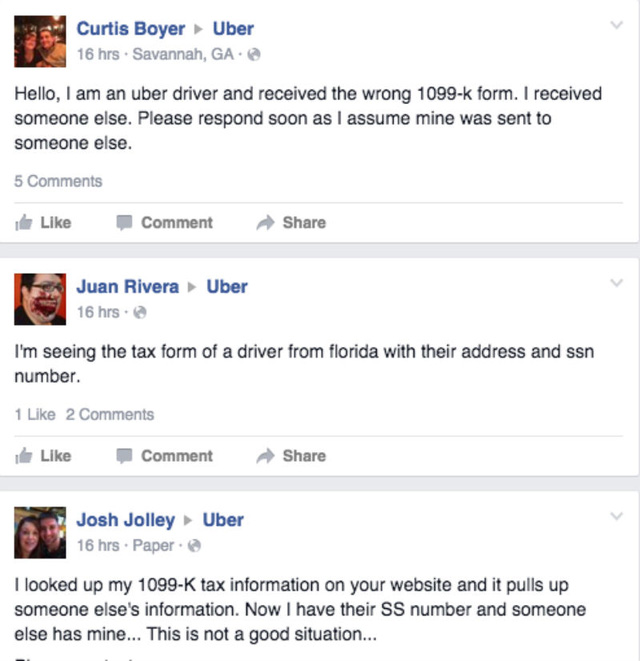 Curtis Boyer ▸ Uber
16 hrs · Savannah, GA ·
Hello, I am an uber driver and received the wrong 1099-k form. I received
someone else. Please respond soon as I assume mine was sent to
someone else.
5 Comments
Like Comment Share
Juan Rivera ▸ Uber
16 hrs ·
I'm seeing the tax form of a driver from florida with their address and ssn
number.
1 Like 2 Comments
Like Comment Share
Josh Jolley ▸ Uber
16 hrs · Paper ·
I looked up my 1099-K tax information on your website and it pulls up
someone else's information. Now I have their SS number and someone
else has mine... This is not a good situation...